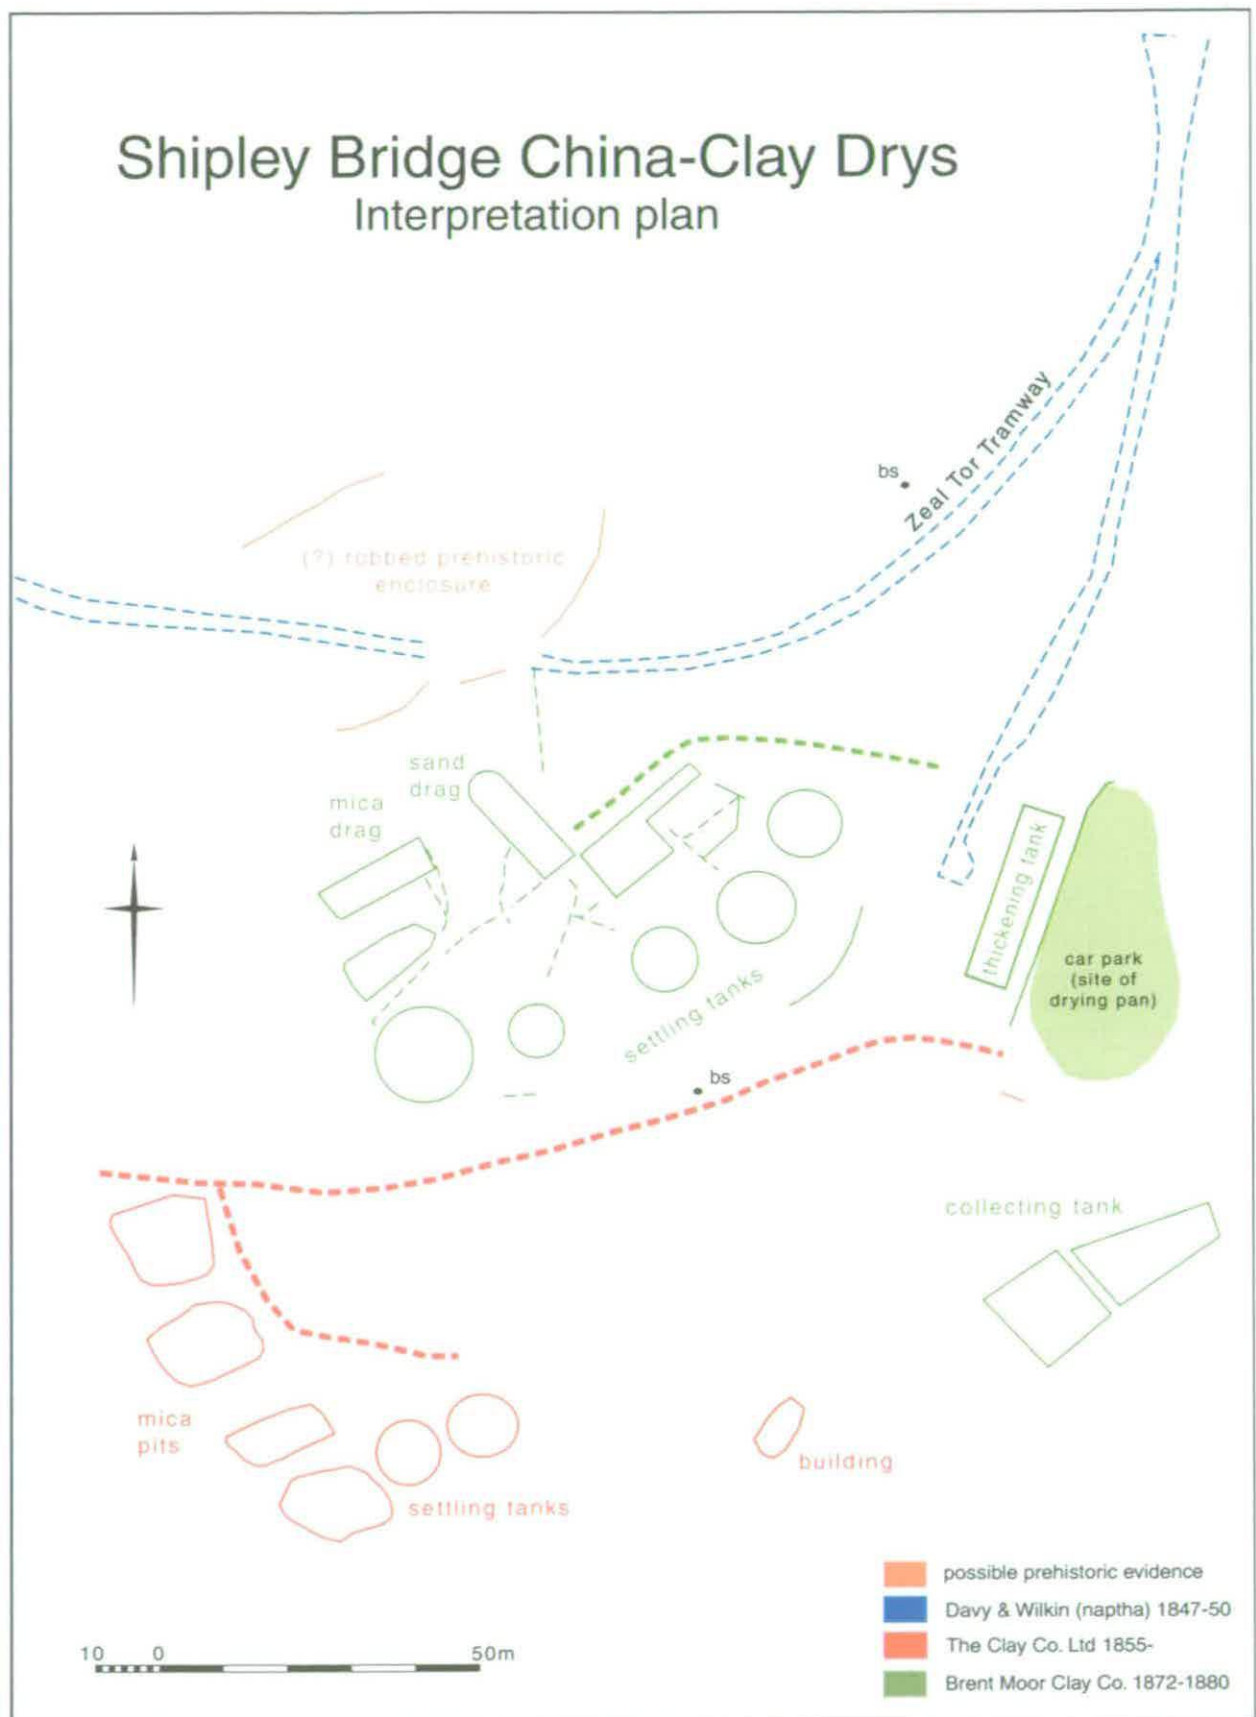 Shipley Bridge China-Clay Drys
Interpretation plan
Zeal Tor Tramway
bs
(?) robbed prehistoric
enclosure
sand
drag
mica
drag
thickening tank
car park
(site of
drying pan)
settling tanks
bs
collecting tank
mica
pits
settling tanks
building
possible prehistoric evidence
Davy & Wilkin (naptha) 1847-50
The Clay Co. Ltd 1855-
Brent Moor Clay Co. 1872-1880
10 0 50m